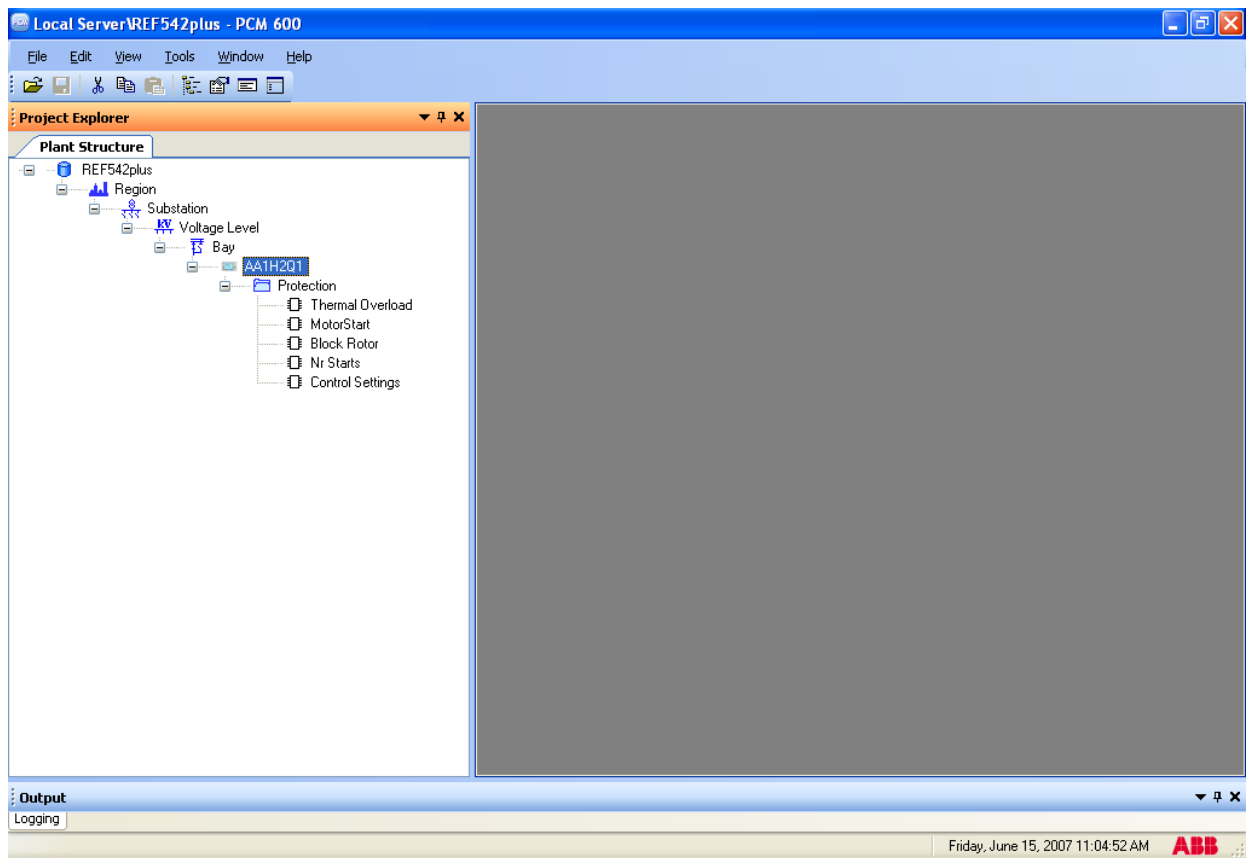 Local Server\REF542plus - PCM 600
File Edit View Tools Window Help
Project Explorer
Plant Structure
REF542plus
Region
Substation
KV Voltage Level
Bay
AA1H2Q1
Protection
Thermal Overload
MotorStart
Block Rotor
Nr Starts
Control Settings
Output
Logging
Friday, June 15, 2007 11:04:52 AM ABB